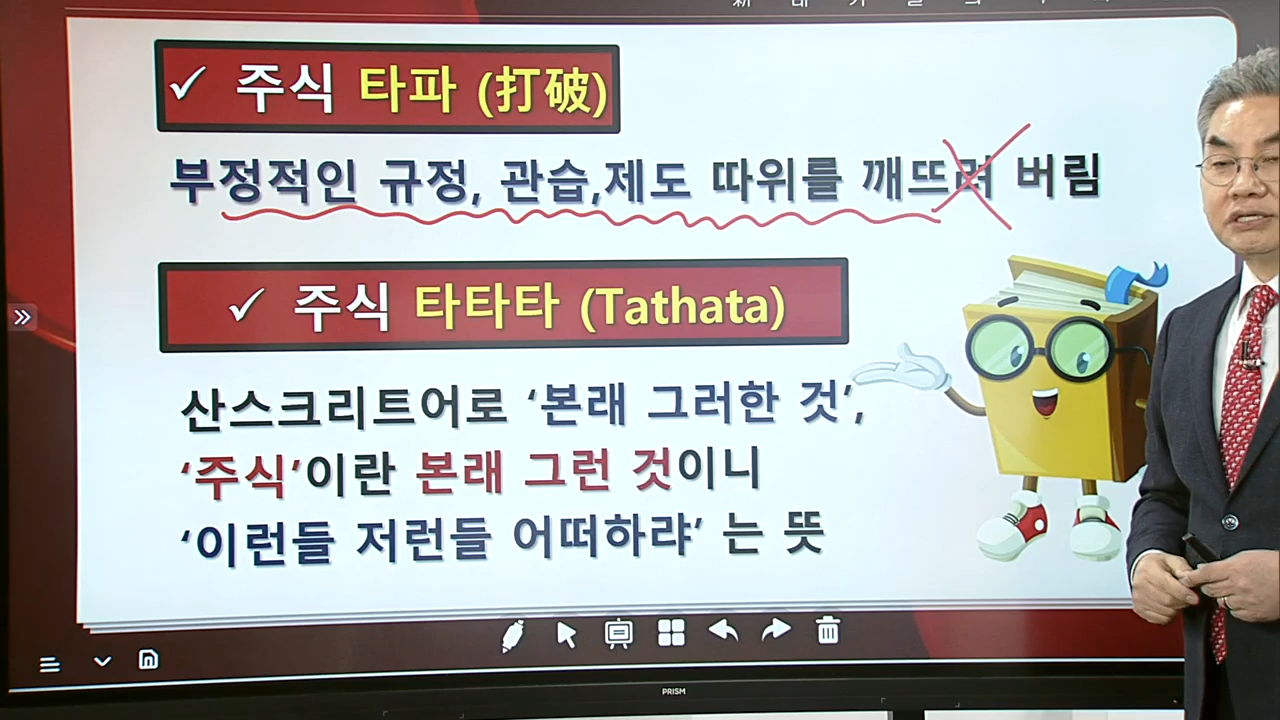 ✓ 주식 타파 (打破)
부정적인 규정, 관습,제도 따위를 깨뜨려 버림
✓ 주식 타타타 (Tathata)
산스크리트어로 ‘본래 그러한 것’,
‘주식’이란 본래 그런 것이니
‘이런들 저런들 어떠하랴’ 는 뜻
PRISM